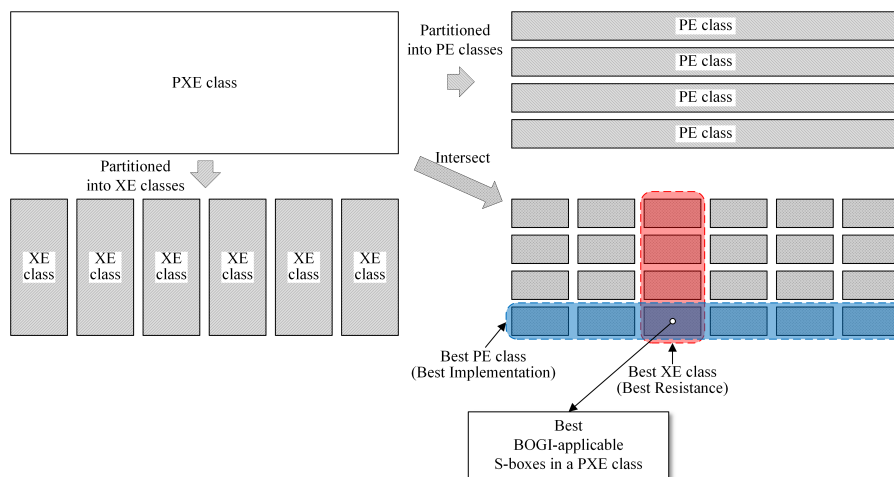 PXE class
Partitioned
into PE classes
PE class
PE class
PE class
PE class
Partitioned
into XE classes
Intersect
XE
class
XE
class
XE
class
XE
class
XE
class
XE
class
Best PE class
(Best Implementation)
Best XE class
(Best Resistance)
Best
BOGI-applicable
S-boxes in a PXE class